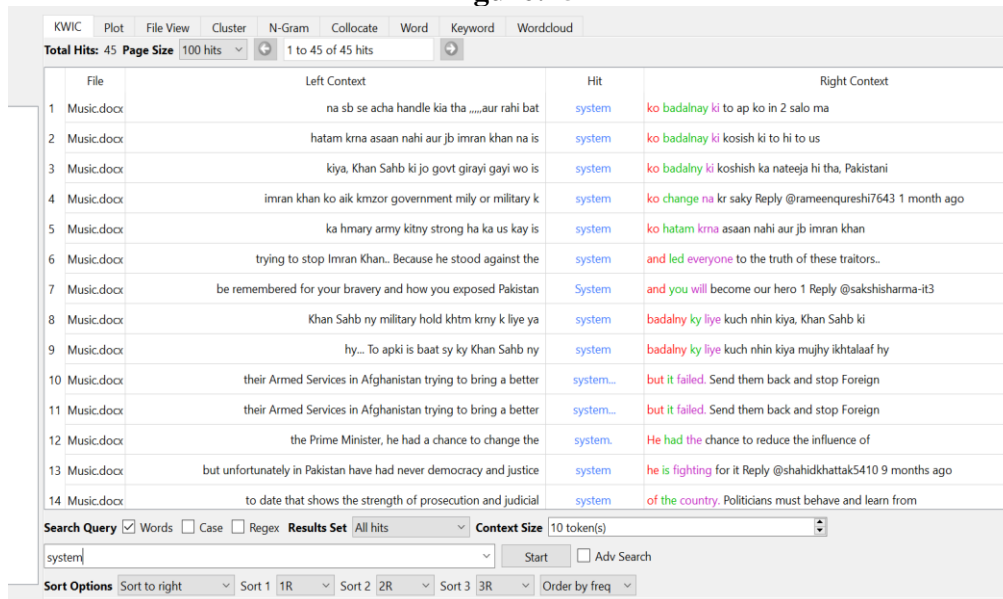 KWIC Plot File View Cluster N-Gram Collocate Word Keyword Wordcloud
Total Hits: 45 Page Size 100 hits 1 to 45 of 45 hits
File Left Context Hit Right Context
1 Music.docx na sb se acha handle kia tha ,,,,,aur rahi bat system ko badalnay ki to ap ko in 2 salo ma
2 Music.docx hatam krna asaan nahi aur jb imran khan na is system ko badalnay ki kosish ki to hi to us
3 Music.docx kiya, Khan Sahb ki jo govt girayi gayi wo is system ko badalny ki koshish ka nateeja hi tha, Pakistani
4 Music.docx imran khan ko aik kmzor government mily or military k system ko change na kr saky Reply @rameenqureshi7643 1 month ago
5 Music.docx ka hmary army kitny strong ha ka us kay is system ko hatam krna asaan nahi aur jb imran khan
6 Music.docx trying to stop Imran Khan.. Because he stood against the system and led everyone to the truth of these traitors..
7 Music.docx be remembered for your bravery and how you exposed Pakistan System and you will become our hero 1 Reply @sakshisharma-it3
8 Music.docx Khan Sahb ny military hold khtm krny k liye ya system badalny ky liye kuch nhin kiya, Khan Sahb ki
9 Music.docx hy... To apki is baat sy ky Khan Sahb ny system badalny ky liye kuch nhin kiya mujhy ikhtalaaf hy
10 Music.docx their Armed Services in Afghanistan trying to bring a better system... but it failed. Send them back and stop Foreign
11 Music.docx their Armed Services in Afghanistan trying to bring a better system... but it failed. Send them back and stop Foreign
12 Music.docx the Prime Minister, he had a chance to change the system. He had the chance to reduce the influence of
13 Music.docx but unfortunately in Pakistan have had never democracy and justice system he is fighting for it Reply @shahidkhattak5410 9 months ago
14 Music.docx to date that shows the strength of prosecution and judicial system of the country. Politicians must behave and learn from
Search Query Words Case Regex Results Set All hits Context Size 10 token(s)
system Start Adv Search
Sort Options Sort to right Sort 1 1R Sort 2 2R Sort 3 3R Order by freq